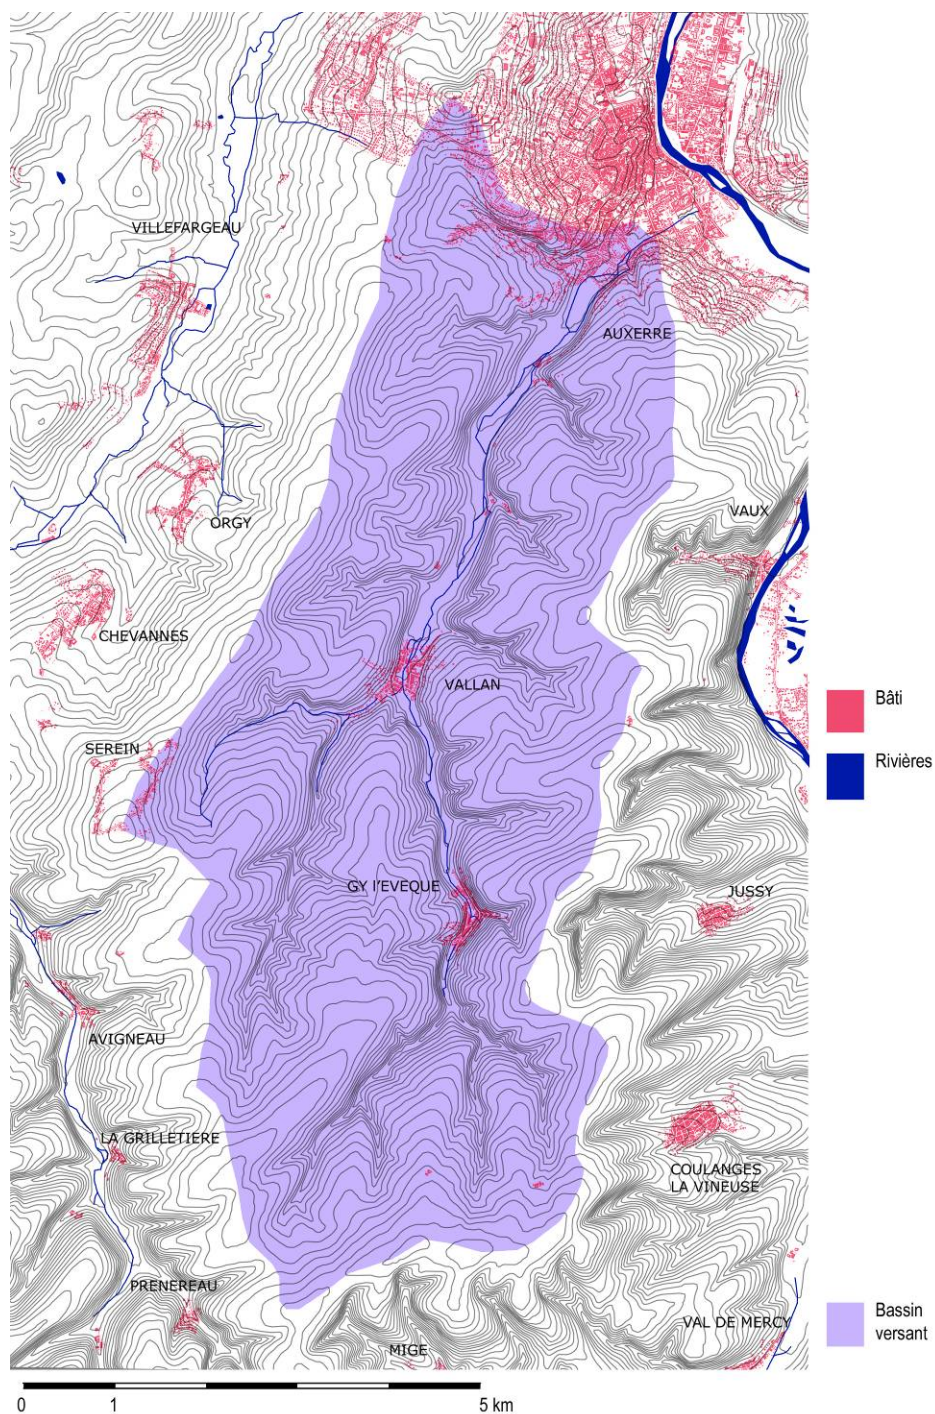 VILLEFARGEAU
AUXERRE
VAUX
ORGY
CHEVANNES
VALLAN
SEREIN
GY l'EVEQUE
JUSSY
AVIGNEAU
LA GRILLETIERE
COULANGES
LA VINEUSE
PRENEREAU
VAL DE MERCY
MIGE
Bâti
Rivières
Bassin
versant
0 1 5 km